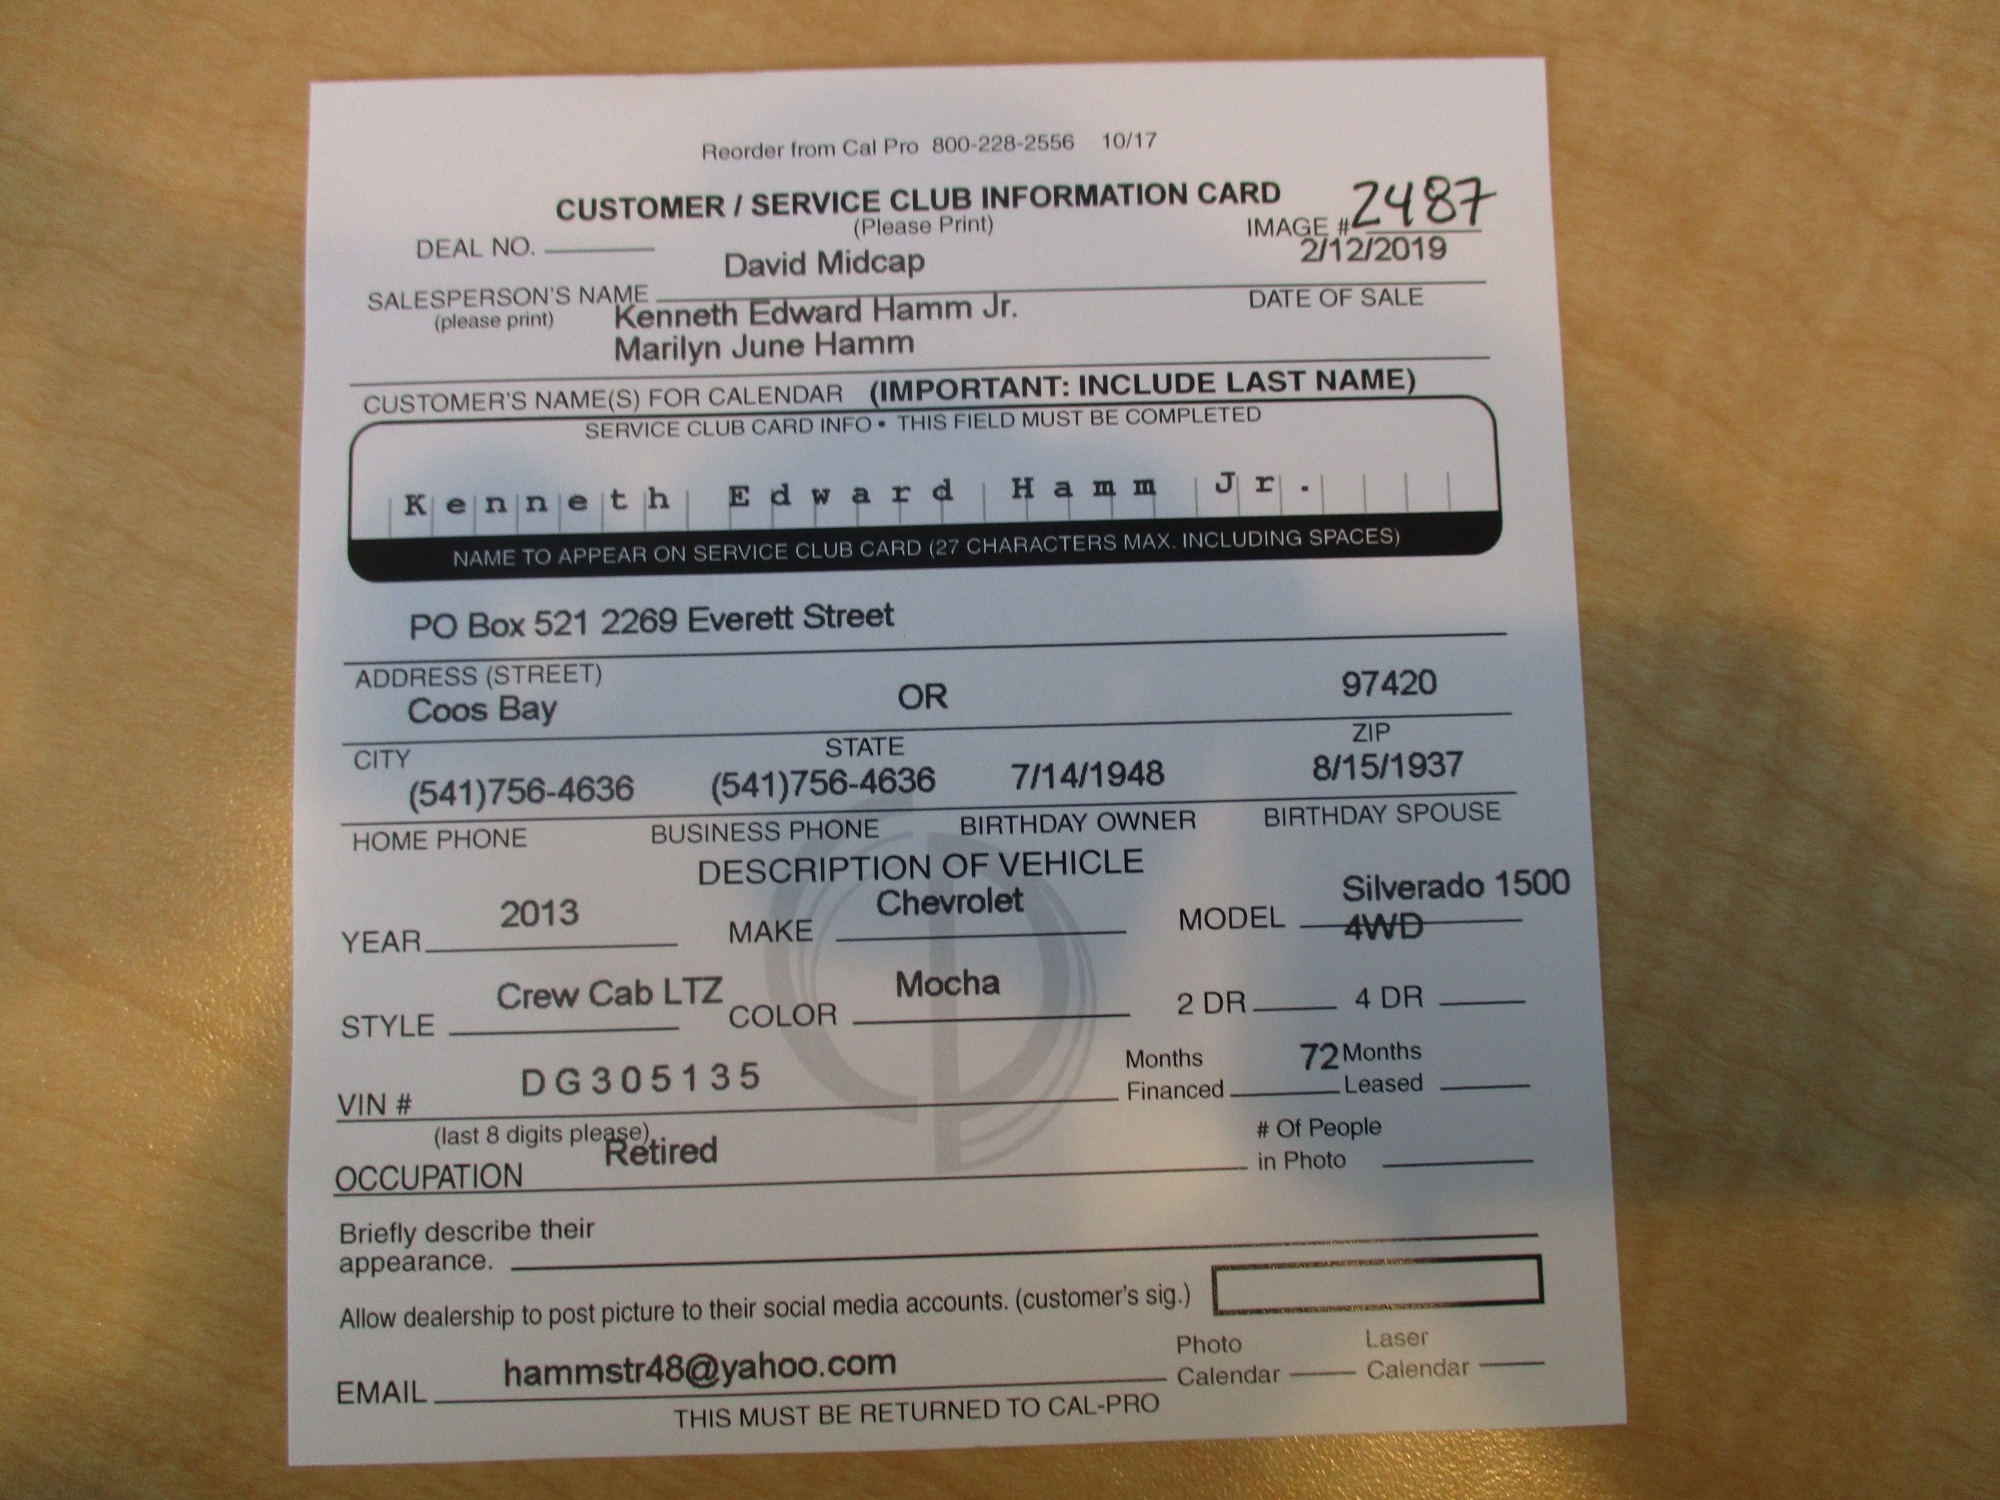 Reorder from Cal Pro 800-228-2556 10/17
CUSTOMER / SERVICE CLUB INFORMATION CARD
(Please Print)
IMAGE # 2487
DEAL NO.
David Midcap
2/12/2019
SALESPERSON'S NAME
DATE OF SALE
(please print)
Kenneth Edward Hamm Jr.
Marilyn June Hamm
CUSTOMER'S NAME(S) FOR CALENDAR (IMPORTANT: INCLUDE LAST NAME)
SERVICE CLUB CARD INFO • THIS FIELD MUST BE COMPLETED
Kenneth Edward Hamm Jr.
NAME TO APPEAR ON SERVICE CLUB CARD (27 CHARACTERS MAX. INCLUDING SPACES)
PO Box 521 2269 Everett Street
ADDRESS (STREET)
Coos Bay OR 97420
CITY STATE ZIP
(541)756-4636 (541)756-4636 7/14/1948 8/15/1937
HOME PHONE BUSINESS PHONE BIRTHDAY OWNER BIRTHDAY SPOUSE
DESCRIPTION OF VEHICLE
YEAR 2013 MAKE Chevrolet MODEL Silverado 1500
4WD
STYLE Crew Cab LTZ COLOR Mocha 2 DR 4 DR
Months 72 Months
VIN # DG305135 Financed Leased
(last 8 digits please)
# Of People
OCCUPATION Retired in Photo
Briefly describe their
appearance.
Allow dealership to post picture to their social media accounts. (customer's sig.)
Photo Laser
EMAIL hammstr48@yahoo.com Calendar Calendar
THIS MUST BE RETURNED TO CAL-PRO